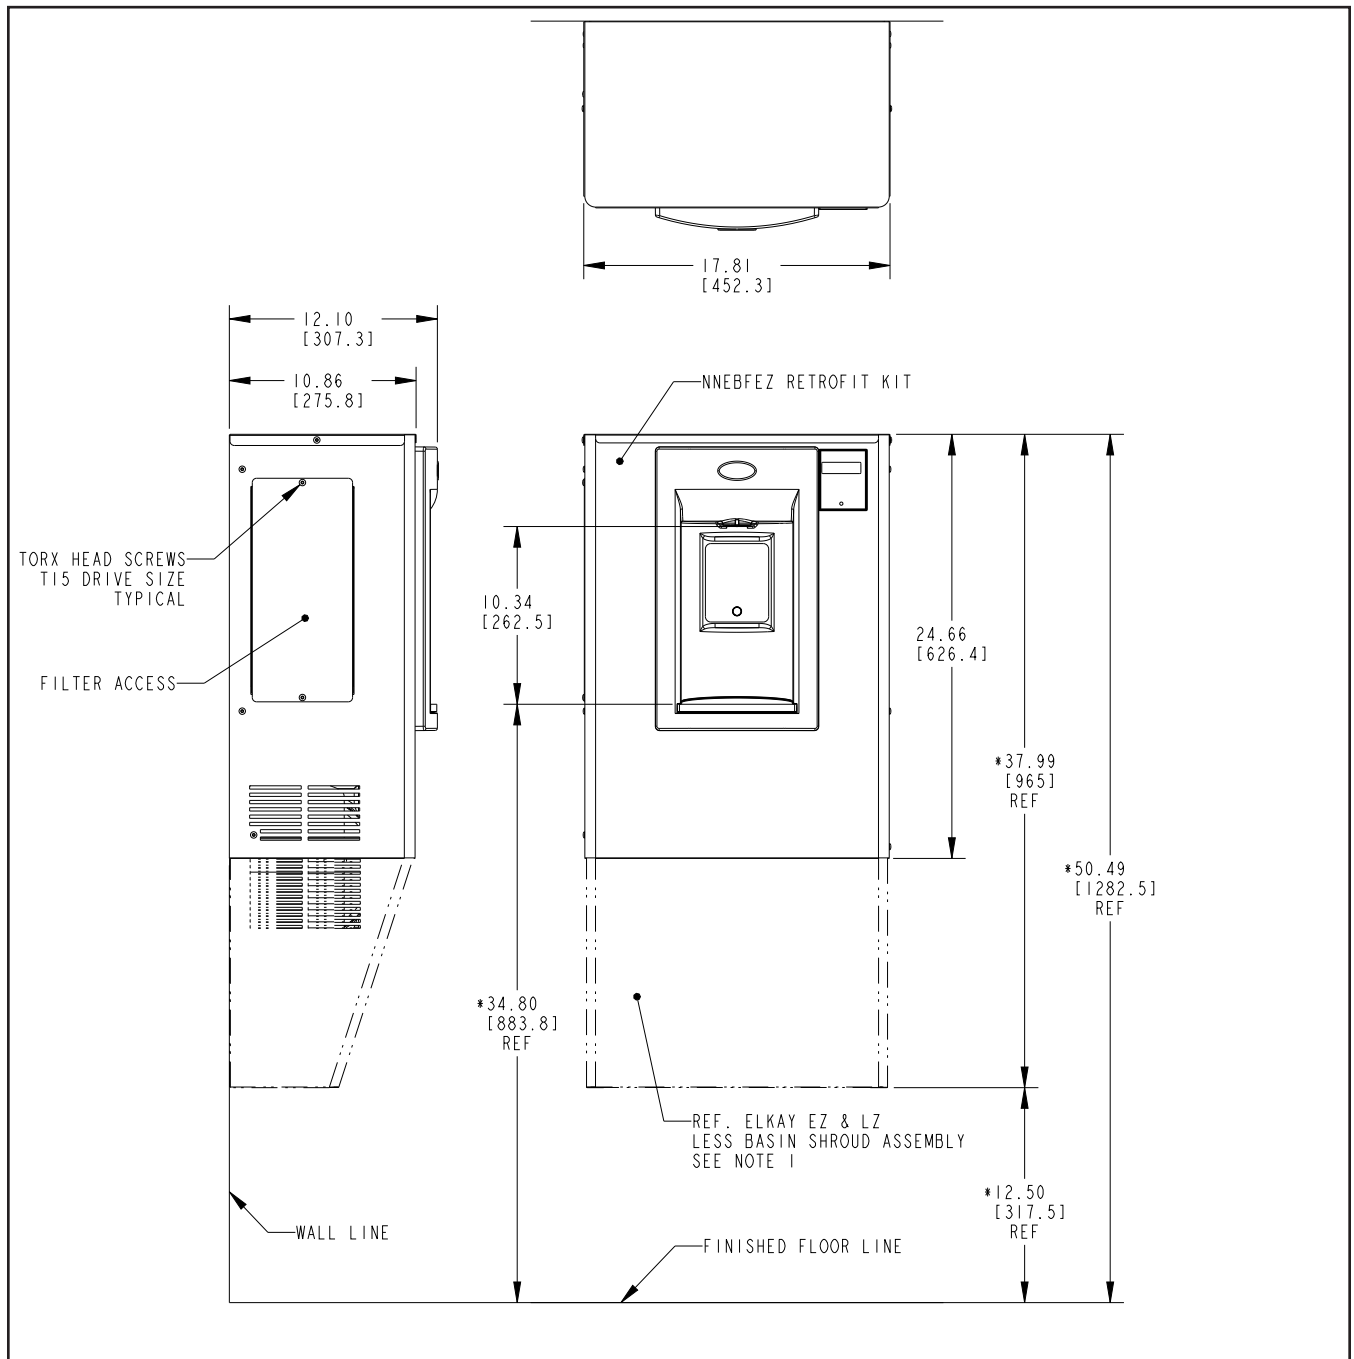 17.81
[452.3]
12.10
[307.3]
10.86
[275.8]
NNEBFEZ RETROFIT KIT
TORX HEAD SCREWS
T15 DRIVE SIZE
TYPICAL
FILTER ACCESS
10.34
[262.5]
24.66
[626.4]
*37.99
[965]
REF
*50.49
[1282.5]
REF
*34.80
[883.8]
REF
REF. ELKAY EZ & LZ
LESS BASIN SHROUD ASSEMBLY
SEE NOTE 1
*12.50
[317.5]
REF
WALL LINE
FINISHED FLOOR LINE